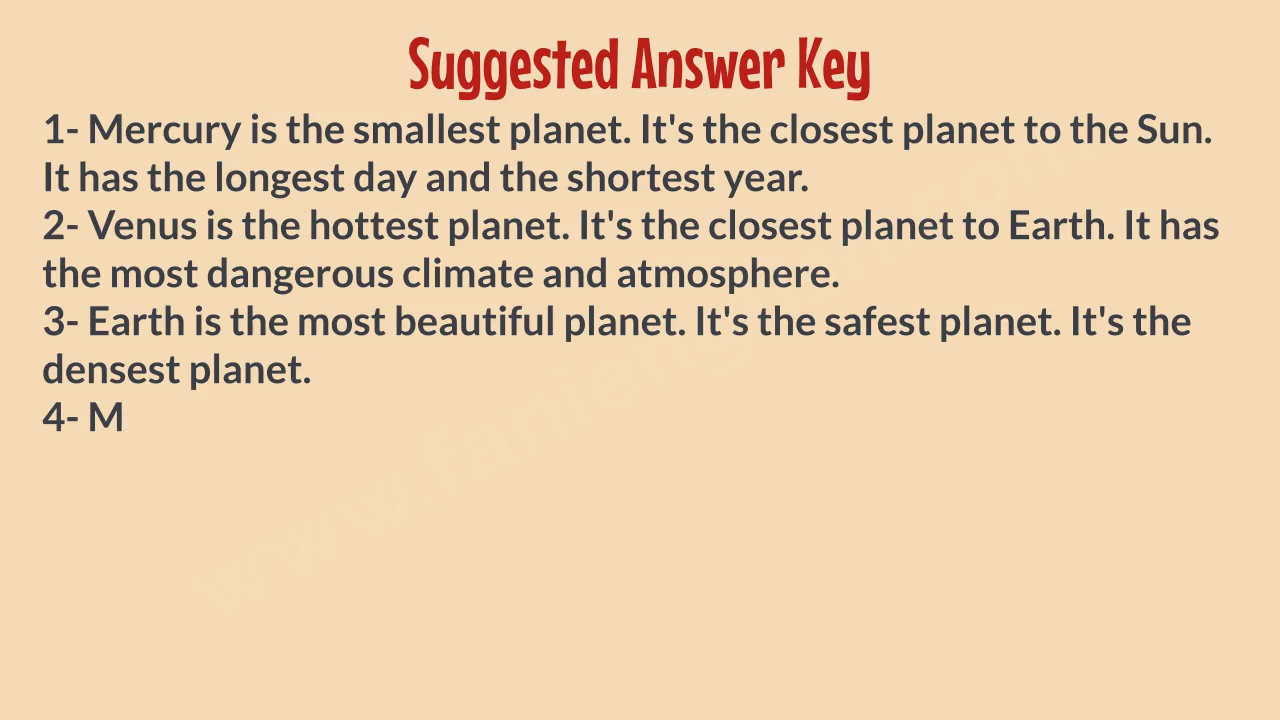 Suggested Answer Key
1- Mercury is the smallest planet. It's the closest planet to the Sun.
It has the longest day and the shortest year.
2- Venus is the hottest planet. It's the closest planet to Earth. It has
the most dangerous climate and atmosphere.
3- Earth is the most beautiful planet. It's the safest planet. It's the
densest planet.
4- M